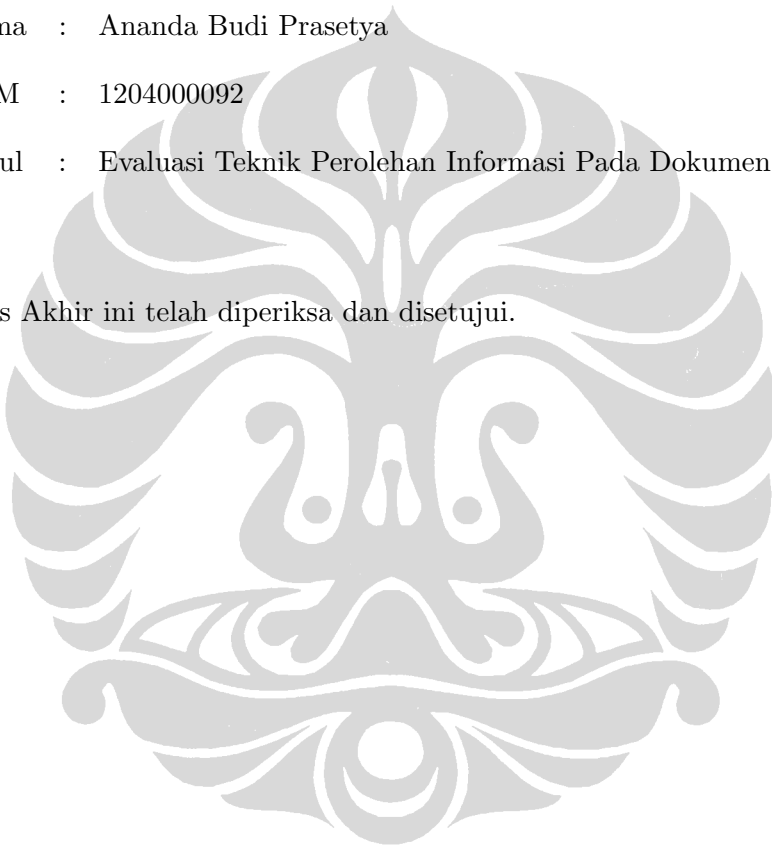 ma : Ananda Budi Prasetya
M : 1204000092
ul : Evaluasi Teknik Perolehan Informasi Pada Dokumen
s Akhir ini telah diperiksa dan disetujui.